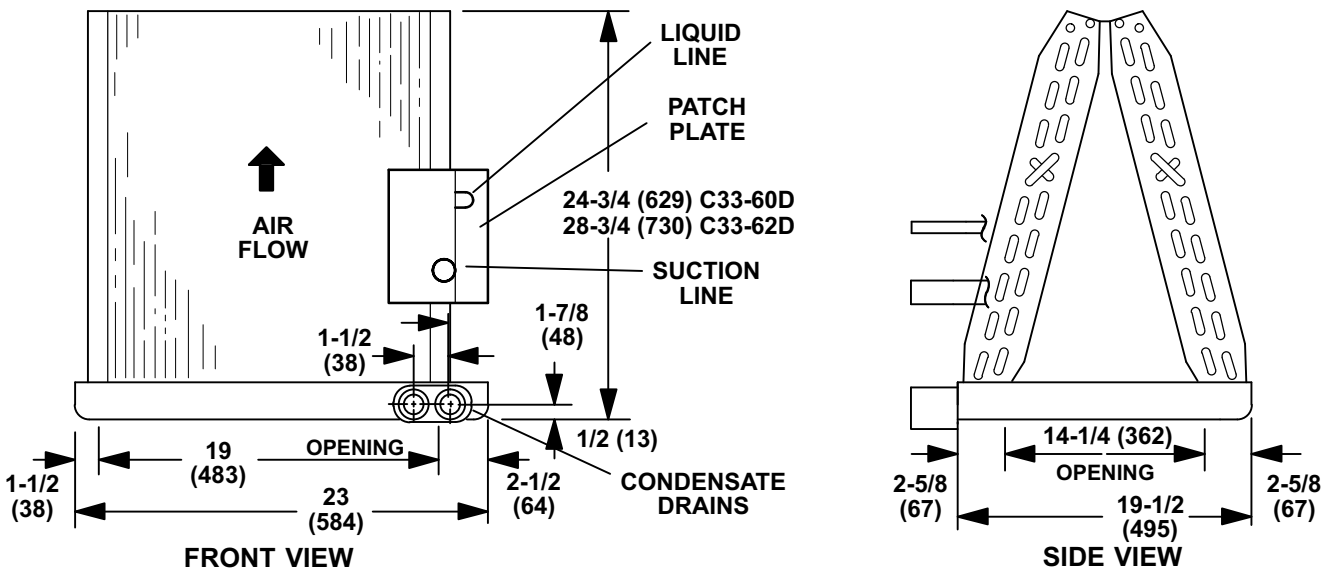 LIQUID
LINE
PATCH
PLATE
24-3/4 (629) C33-60D
28-3/4 (730) C33-62D
AIR
FLOW
SUCTION
LINE
1-7/8
(48)
1-1/2
(38)
1/2 (13)
19
(483)
OPENING
1-1/2
(38)
2-1/2
(64)
23
(584)
CONDENSATE
DRAINS
FRONT VIEW
14-1/4 (362)
OPENING
2-5/8
(67)
19-1/2
(495)
2-5/8
(67)
SIDE VIEW